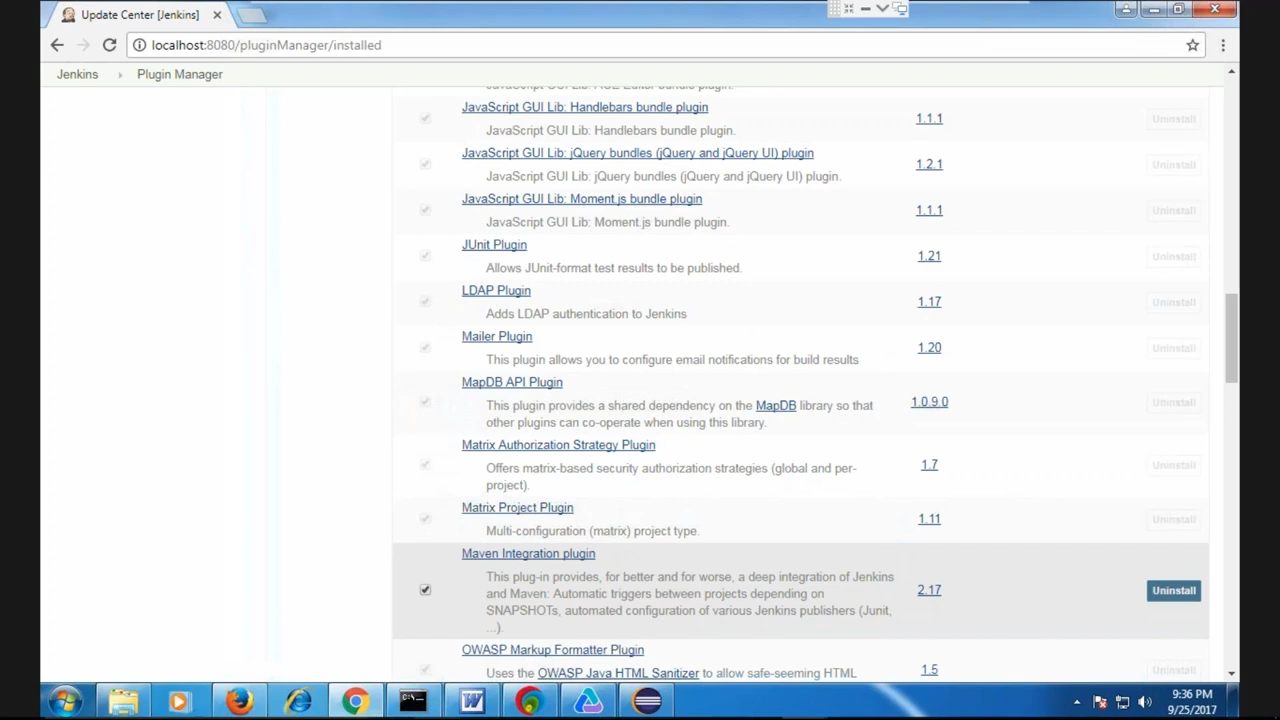 Update Center [Jenkins]
localhost:8080/pluginManager/installed
Jenkins
Plugin Manager
JavaScript GUI Lib: ACE Editor bundle plugin.
JavaScript GUI Lib: Handlebars bundle plugin
JavaScript GUI Lib: Handlebars bundle plugin.
1.1.1
Uninstall
JavaScript GUI Lib: jQuery bundles (jQuery and jQuery UI) plugin
JavaScript GUI Lib: jQuery bundles (jQuery and jQuery UI) plugin.
1.2.1
Uninstall
JavaScript GUI Lib: Moment.js bundle plugin
JavaScript GUI Lib: Moment.js bundle plugin.
1.1.1
Uninstall
JUnit Plugin
Allows JUnit-format test results to be published.
1.21
Uninstall
LDAP Plugin
Adds LDAP authentication to Jenkins
1.17
Uninstall
Mailer Plugin
This plugin allows you to configure email notifications for build results
1.20
Uninstall
MapDB API Plugin
This plugin provides a shared dependency on the MapDB library so that
other plugins can co-operate when using this library.
1.0.9.0
Uninstall
Matrix Authorization Strategy Plugin
Offers matrix-based security authorization strategies (global and per-
project).
1.7
Uninstall
Matrix Project Plugin
Multi-configuration (matrix) project type.
1.11
Uninstall
Maven Integration plugin
This plug-in provides, for better and for worse, a deep integration of Jenkins
and Maven: Automatic triggers between projects depending on
SNAPSHOTs, automated configuration of various Jenkins publishers (Junit,
...).
2.17
Uninstall
OWASP Markup Formatter Plugin
Uses the OWASP Java HTML Sanitizer to allow safe-seeming HTML
1.5
Uninstall
9:36 PM
9/25/2017